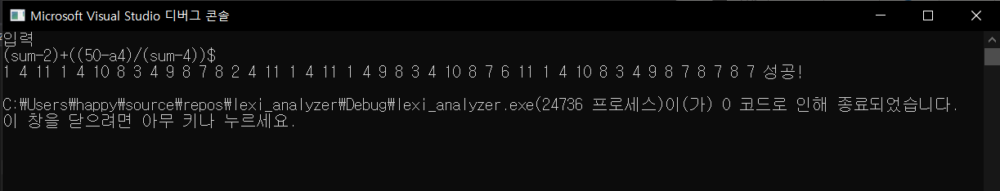 Microsoft Visual Studio 디버그 콘솔
입력
(sum-2)+((50-a4)/(sum-4))$
1 4 11 1 4 10 8 3 4 9 8 7 8 2 4 11 1 4 11 1 4 9 8 3 4 10 8 7 6 11 1 4 10 8 3 4 9 8 7 8 7 8 7 성공!
C:₩Users₩happy₩source₩repos₩lexi_analyzer₩Debug₩lexi_analyzer.exe(24736 프로세스)이(가) 0 코드로 인해 종료되었습니다.
이 창을 닫으려면 아무 키나 누르세요.